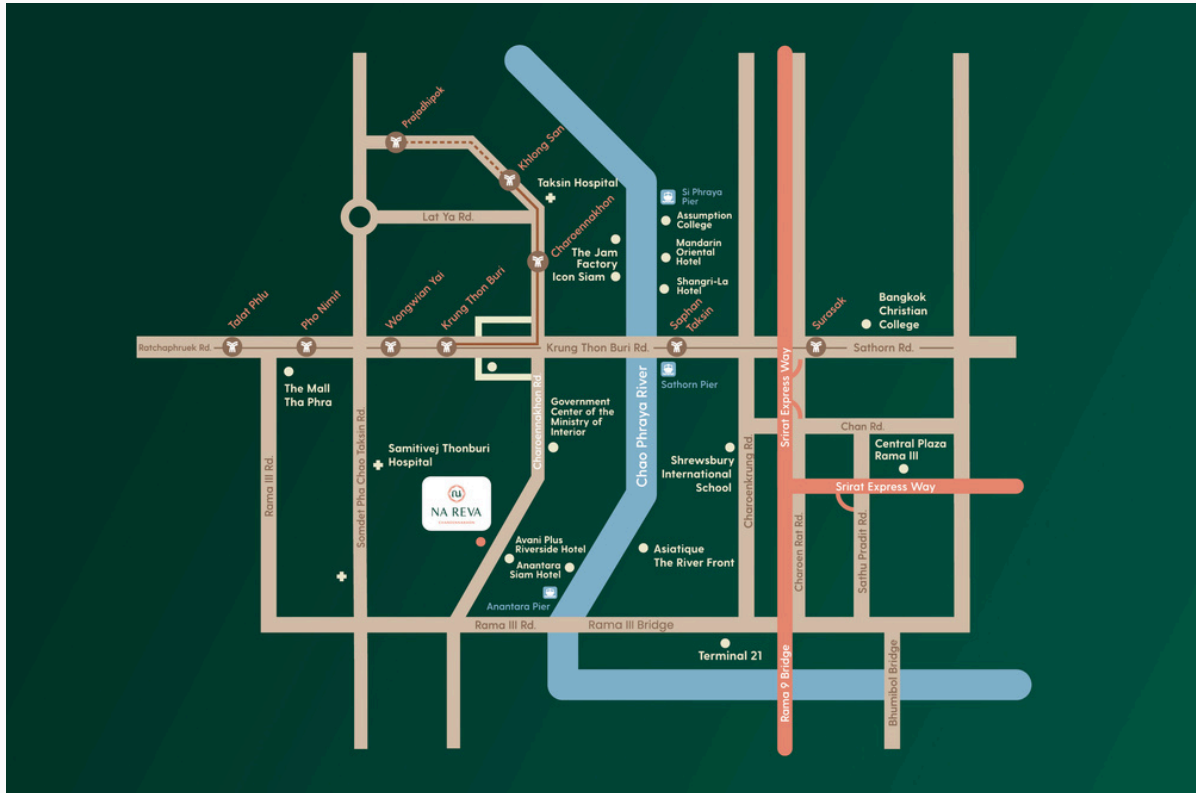 Prajadhipok
Khlong San
Taksin Hospital
Si Phraya
Pier
Lat Ya Rd.
Charoennakhon
Assumption
College
The Jam
Factory
Mandarin
Oriental
Hotel
Icon Siam
Shangri-La
Hotel
Talat Phlu
Pho Nimit
Wongwian Yai
Krung Thon Buri
Saphan
Taksin
Surasak
Bangkok
Christian
College
Ratchaphruek Rd.
Krung Thon Buri Rd.
Sathorn Rd.
The Mall
Tha Phra
Sathorn Pier
Charoennakhon Rd.
Government
Center of the
Ministry of
Interior
Chao Phraya River
Srirat Express Way
Chan Rd.
Somdet Pha Chao Taksin Rd.
Samitivej Thonburi
Hospital
Shrewsbury
International
School
Charoenkrung Rd.
Central Plaza
Rama III
Srirat Express Way
Rama III Rd.
NA REVA
Avani Plus
Riverside Hotel
Anantara
Siam Hotel
Asiatique
The River Front
Charoen Rat Rd.
Sathu Pradit Rd.
Anantara Pier
Rama III Rd.
Rama III Bridge
Terminal 21
Rama 9 Bridge
Bhumibol Bridge